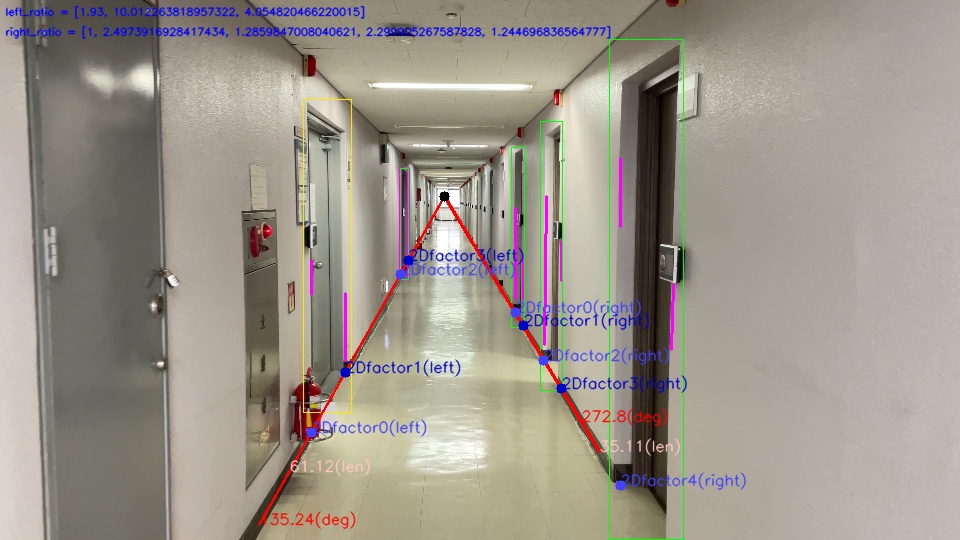 left_ratio = [1.93, 10.012263818957322, 4.054820466220015]
right_ratio = [1, 2.4973916928417434, 1.2859847008040621, 2.299905267587828, 1.244696836564777]
2Dfactor3(left)
2Dfactor2(left)
2Dfactor0(right)
2Dfactor1(right)
2Dfactor2(right)
2Dfactor1(left)
2Dfactor3(right)
272.8(deg)
2Dfactor0(left)
35.11(len)
61.12(len)
2Dfactor4(right)
35.24(deg)